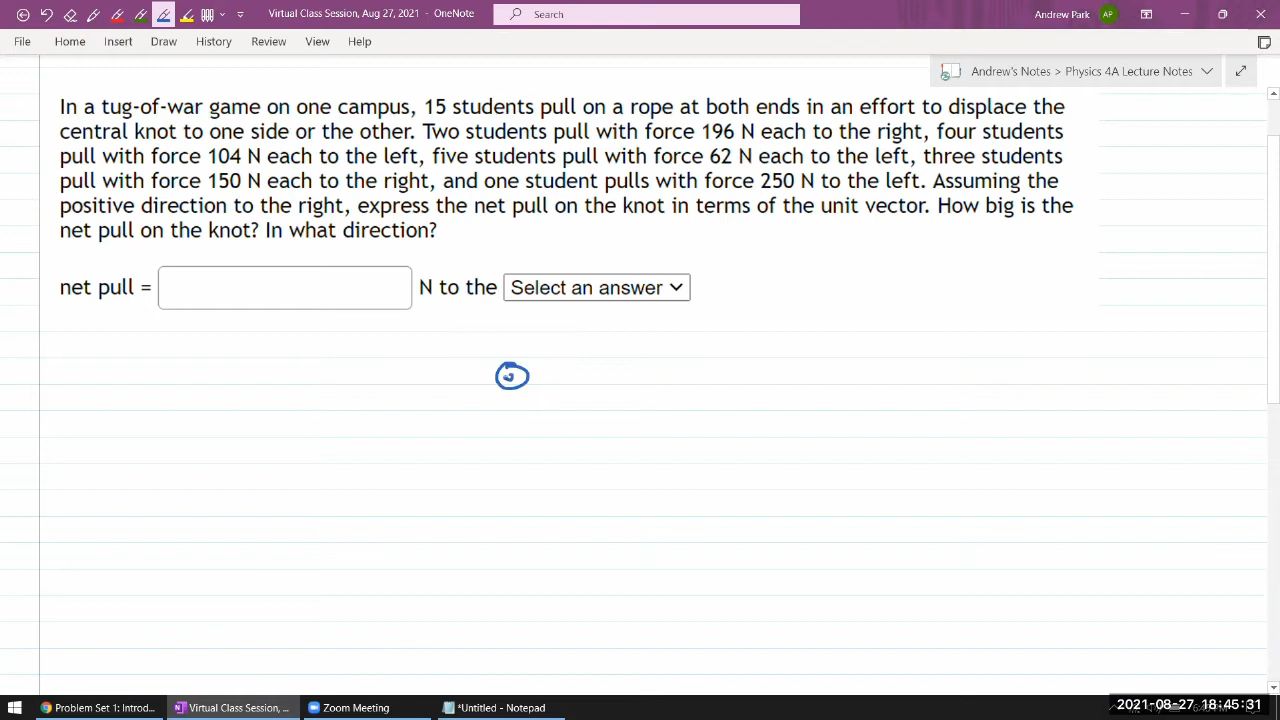 Virtual Class Session, Aug 27, 2021 - OneNote
Search
Andrew Park
AP
File Home Insert Draw History Review View Help
Andrew's Notes > Physics 4A Lecture Notes
In a tug-of-war game on one campus, 15 students pull on a rope at both ends in an effort to displace the
central knot to one side or the other. Two students pull with force 196 N each to the right, four students
pull with force 104 N each to the left, five students pull with force 62 N each to the left, three students
pull with force 150 N each to the right, and one student pulls with force 250 N to the left. Assuming the
positive direction to the right, express the net pull on the knot in terms of the unit vector. How big is the
net pull on the knot? In what direction?
net pull = N to the Select an answer
Problem Set 1: Introd... Virtual Class Session, ... Zoom Meeting *Untitled - Notepad
2021-08-27 18:45:31